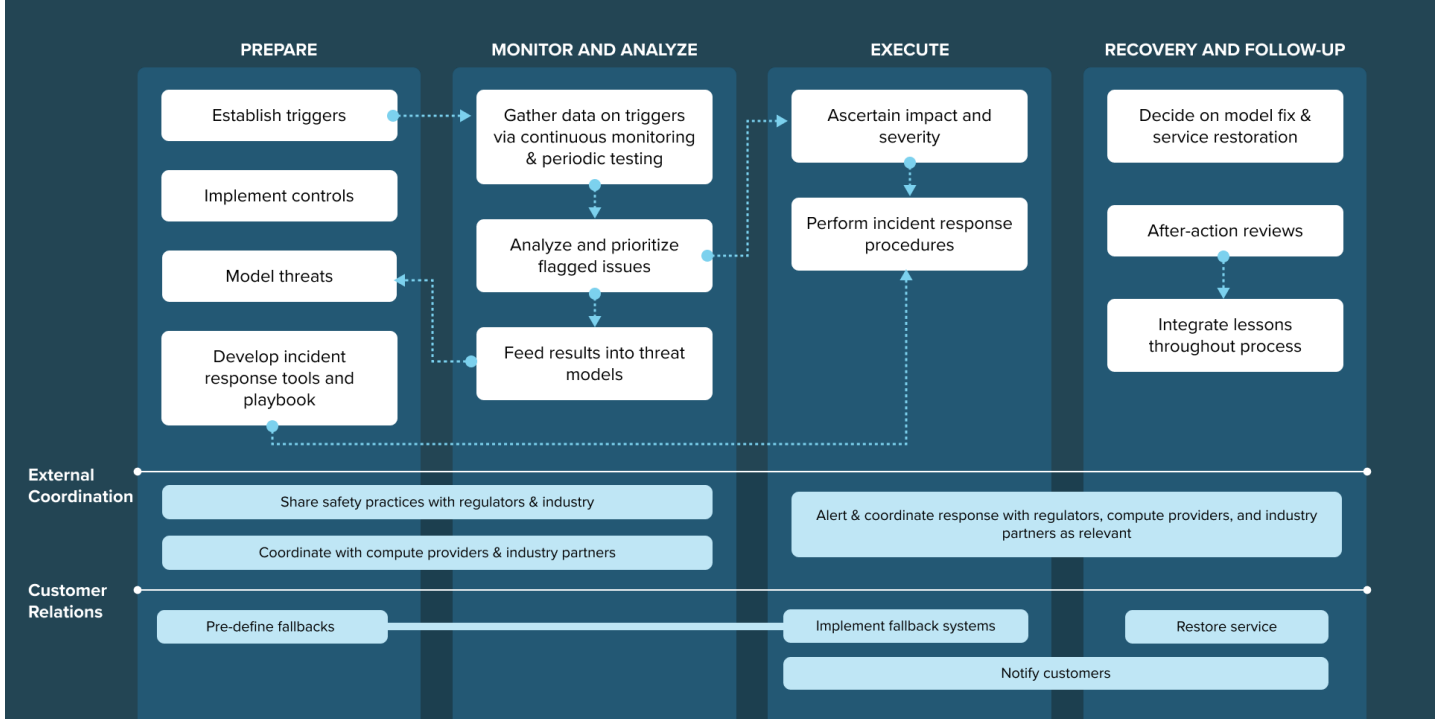 PREPARE
Establish triggers
Implement controls
Model threats
Develop incident
response tools and
playbook
MONITOR AND ANALYZE
Gather data on triggers
via continuous monitoring
& periodic testing
Analyze and prioritize
flagged issues
Feed results into threat
models
EXECUTE
Ascertain impact and
severity
Perform incident response
procedures
RECOVERY AND FOLLOW-UP
Decide on model fix &
service restoration
After-action reviews
Integrate lessons
throughout process
External
Coordination
Share safety practices with regulators & industry
Coordinate with compute providers & industry partners
Alert & coordinate response with regulators, compute providers, and industry
partners as relevant
Customer
Relations
Pre-define fallbacks
Implement fallback systems
Restore service
Notify customers